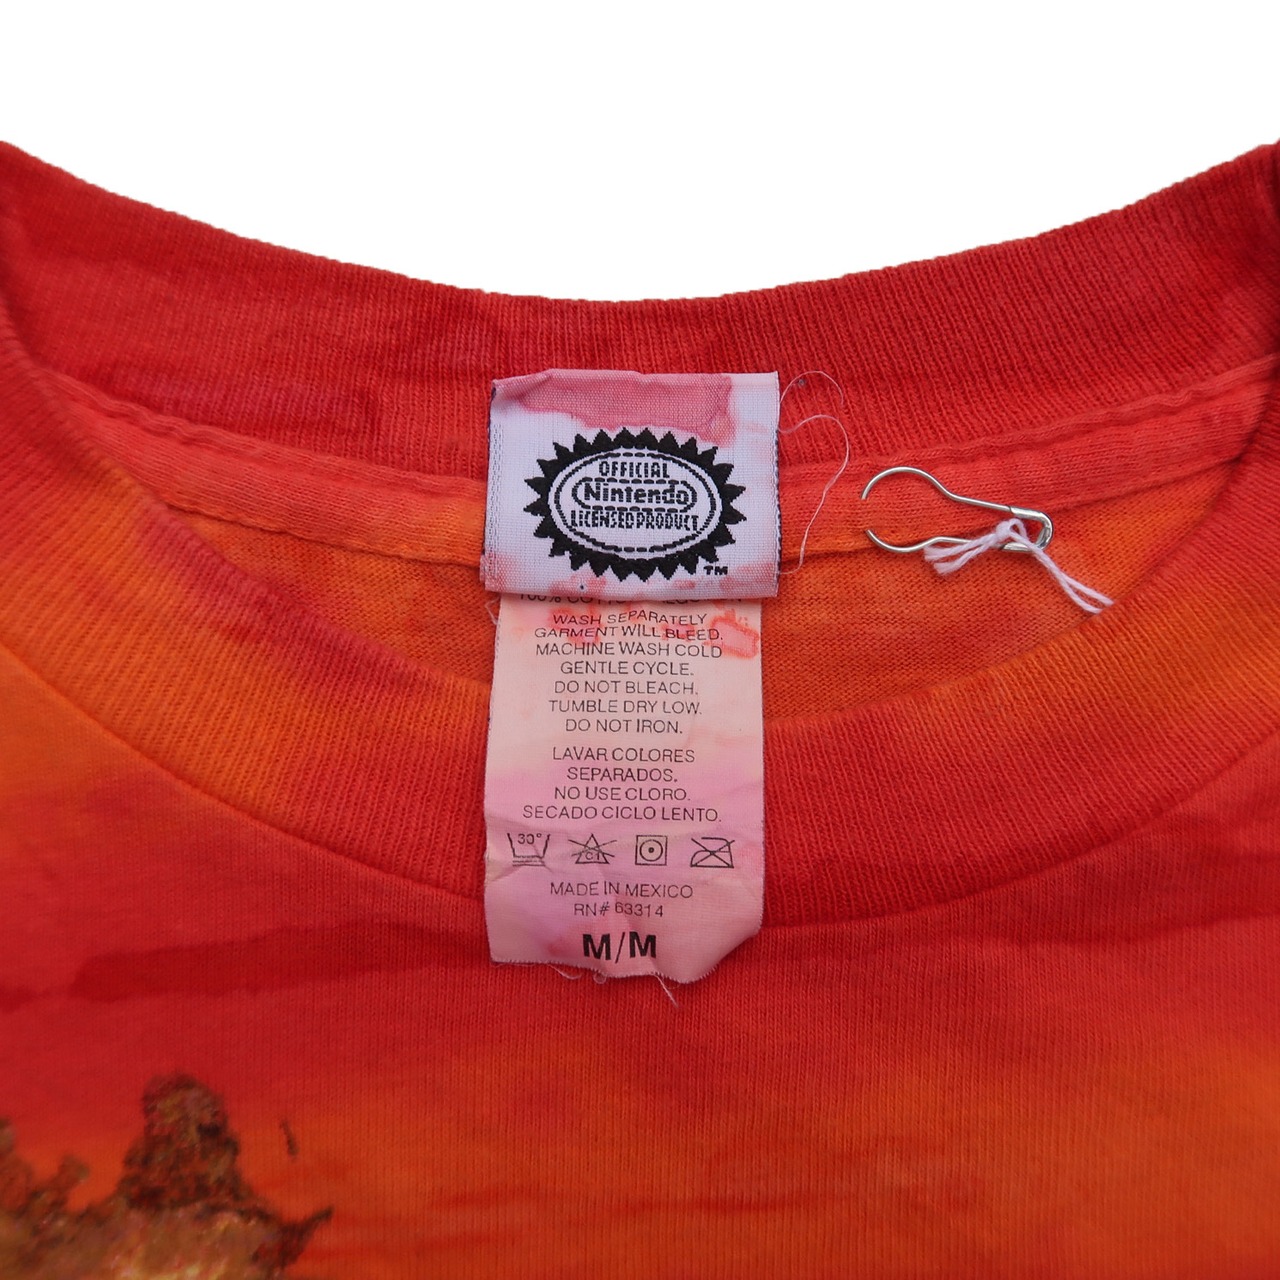 OFFICIAL
Nintendo
LICENSED PRODUCT
TM
100%
WASH SEPARATELY
GARMENT WILL BLEED.
MACHINE WASH COLD
GENTLE CYCLE.
DO NOT BLEACH.
TUMBLE DRY LOW.
DO NOT IRON.
LAVAR COLORES
SEPARADOS.
NO USE CLORO.
SECADO CICLO LENTO.
30°
Cl
MADE IN MEXICO
RN# 63314
M/M